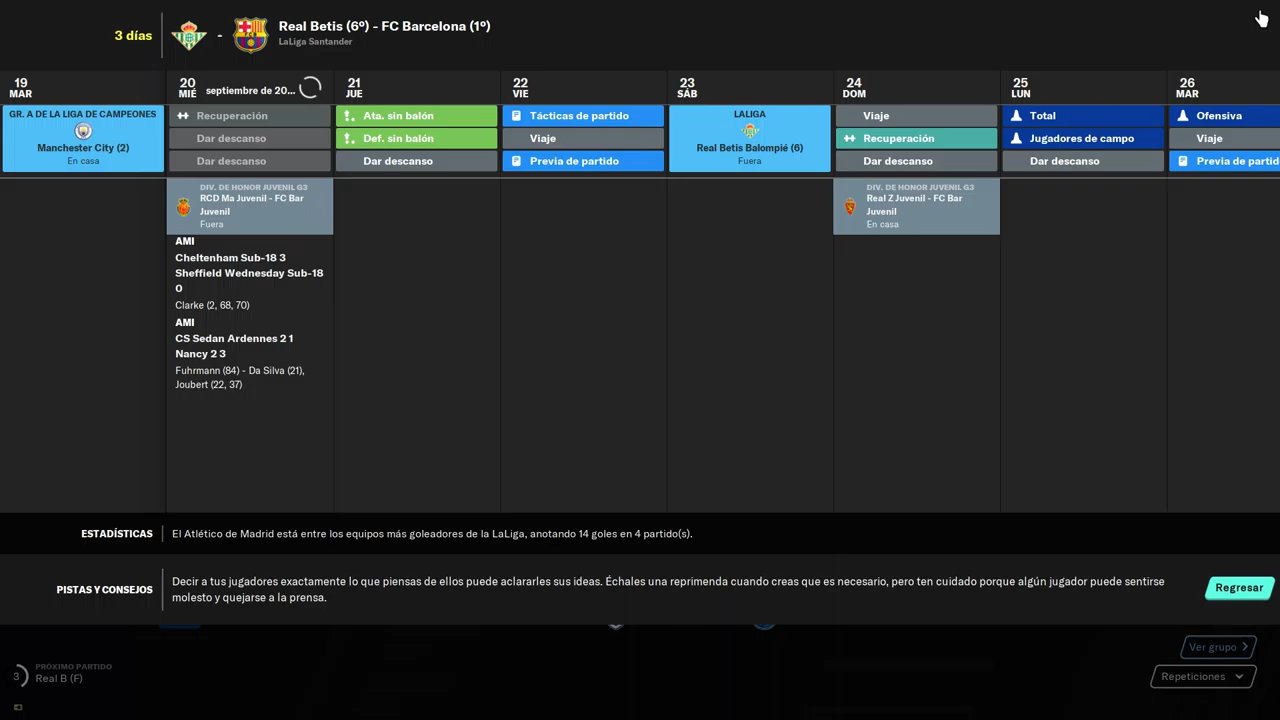 3 días
Real Betis (6º) - FC Barcelona (1º)
LaLiga Santander
19
MAR
20
MIÉ
septiembre de 20...
21
JUE
22
VIE
23
SÁB
24
DOM
25
LUN
26
MAR
GR. A DE LA LIGA DE CAMPEONES
Manchester City (2)
En casa
Recuperación
Dar descanso
Dar descanso
Ata. sin balón
Def. sin balón
Dar descanso
Tácticas de partido
Viaje
Previa de partido
LALIGA
Real Betis Balompié (6)
Fuera
Viaje
Recuperación
Dar descanso
Total
Jugadores de campo
Dar descanso
Ofensiva
Viaje
Previa de partid
DIV. DE HONOR JUVENIL G3
RCD Ma Juvenil - FC Bar
Juvenil
Fuera
AMI
Cheltenham Sub-18 3
Sheffield Wednesday Sub-18
0
Clarke (2, 68, 70)
AMI
CS Sedan Ardennes 2 1
Nancy 2 3
Fuhrmann (84) - Da Silva (21),
Joubert (22, 37)
DIV. DE HONOR JUVENIL G3
Real Z Juvenil - FC Bar
Juvenil
En casa
ESTADÍSTICAS
El Atlético de Madrid está entre los equipos más goleadores de la LaLiga, anotando 14 goles en 4 partido(s).
PISTAS Y CONSEJOS
Decir a tus jugadores exactamente lo que piensas de ellos puede aclararles sus ideas. Échales una reprimenda cuando creas que es necesario, pero ten cuidado porque algún jugador puede sentirse
molesto y quejarse a la prensa.
Regresar
Ver grupo
3
PRÓXIMO PARTIDO
Real B (F)
Repeticiones